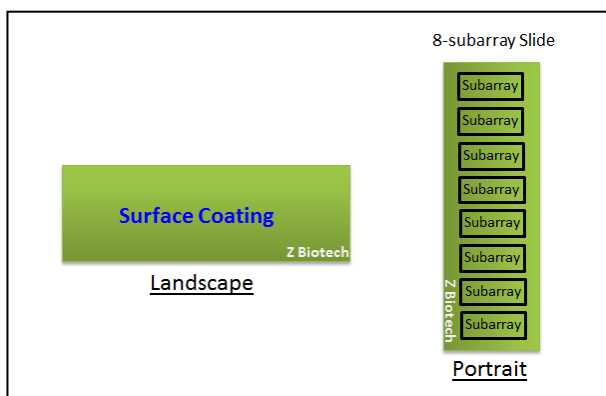 8-subarray Slide
Subarray
Subarray
Subarray
Subarray
Subarray
Subarray
Subarray
Subarray
Z Biotech
Portrait
Surface Coating
Z Biotech
Landscape